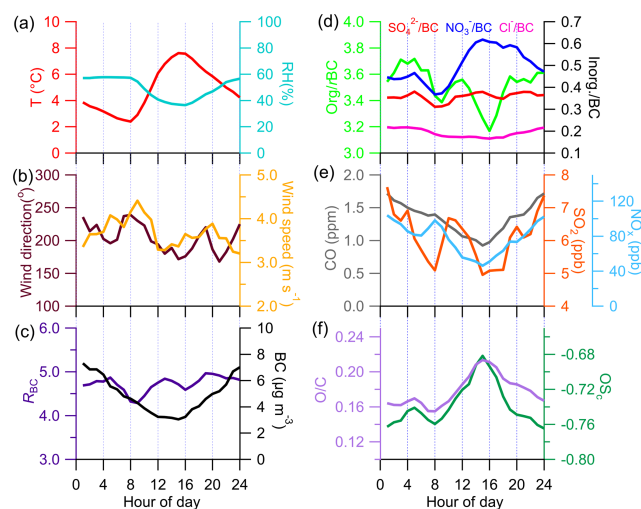 (a)
T (°C)
8
6
4
2
0
RH(%)
100
80
60
40
20
0
(b)
Wind direction(°)
300
250
200
150
100
Wind speed (m s⁻¹)
5.0
4.0
3.0
2.0
(c)
R_BC
6.0
5.0
4.0
3.0
BC (μg m⁻³)
10
8
6
4
2
0
0 4 8 12 16 20 24
Hour of day
(d)
SO₄²⁻/BC NO₃⁻/BC Cl⁻/BC
Org/rBC
4.0
3.8
3.6
3.4
3.2
3.0
Inorg./BC
0.7
0.6
0.5
0.4
0.3
0.2
0.1
(e)
CO (ppm)
2.0
1.5
1.0
0.5
0.0
SO₂ (ppb)
8
7
6
5
4
NOₓ (ppb)
120
80
40
0
(f)
O/C
0.24
0.20
0.16
0.12
OS_c
-0.68
-0.72
-0.76
-0.80
0 4 8 12 16 20 24
Hour of day